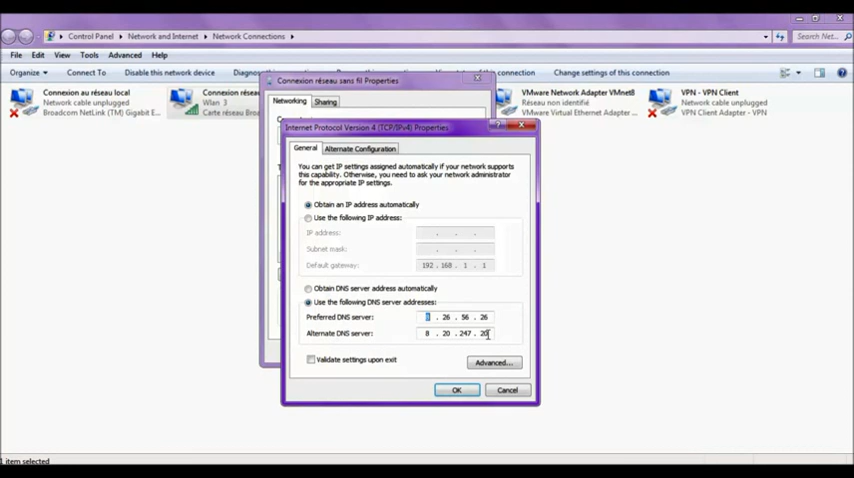 Control Panel Network and Internet Network Connections Search Net...
File Edit View Tools Advanced Help
Organize Connect To Disable this network device Diagnos connection Change settings of this connection
Connexion au réseau local
Network cable unplugged
Broadcom NetLink (TM) Gigabit E...
Connexion réseau
Wlan 3
Carte réseau Broa
VMware Network Adapter VMnet8
Réseau non identifié
VMware Virtual Ethernet Adapter ...
VPN - VPN Client
Network cable unplugged
VPN Client Adapter - VPN
Connexion réseau sans fil Properties
Networking Sharing
Internet Protocol Version 4 (TCP/IPv4) Properties
General Alternate Configuration
You can get IP settings assigned automatically if your network supports
this capability. Otherwise, you need to ask your network administrator
for the appropriate IP settings.
Obtain an IP address automatically
Use the following IP address:
IP address: . . .
Subnet mask: . . .
Default gateway: 192 . 168 . 1 . 1
Obtain DNS server address automatically
Use the following DNS server addresses:
Preferred DNS server: 8 . 26 . 56 . 26
Alternate DNS server: 8 . 20 . 247 . 20
Validate settings upon exit
Advanced...
OK Cancel
1 item selected